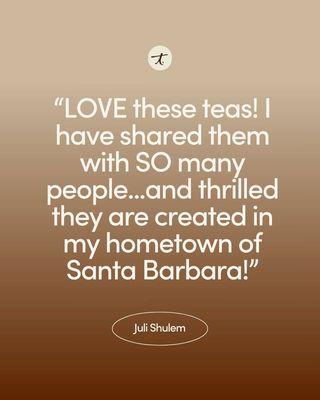 t.
“LOVE these teas! I
have shared them
with SO many
people...and thrilled
they are created in
my hometown of
Santa Barbara!”
Juli Shulem